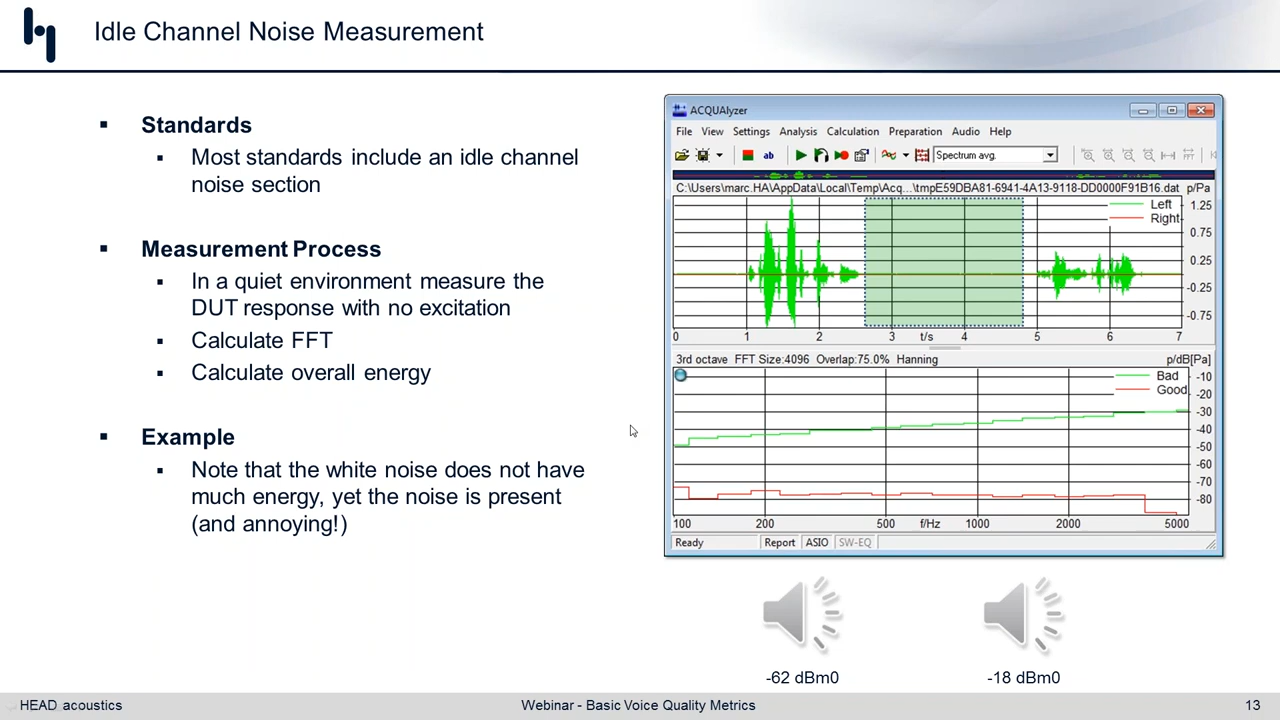 Idle Channel Noise Measurement
Standards
Most standards include an idle channel
noise section
Measurement Process
In a quiet environment measure the
DUT response with no excitation
Calculate FFT
Calculate overall energy
Example
Note that the white noise does not have
much energy, yet the noise is present
(and annoying!)
ACQUAlyzer
File View Settings Analysis Calculation Preparation Audio Help
ab Spectrum avg.
C:\Users\marc.HA\AppData\Local\Temp\Acq...\tmpE59DBA81-6941-4A13-9118-DD0000F91B16.dat p/Pa
Left
Right
1.25
0.75
0.25
-0.25
-0.75
0 1 2 3 t/s 4 5 6 7
3rd octave FFT Size:4096 Overlap:75.0% Hanning p/dB[Pa]
Bad
Good
-10
-20
-30
-40
-50
-60
-70
-80
100 200 500 f/Hz 1000 2000 5000
Ready Report ASIO SW-EQ
-62 dBm0 -18 dBm0
HEAD acoustics Webinar - Basic Voice Quality Metrics 13